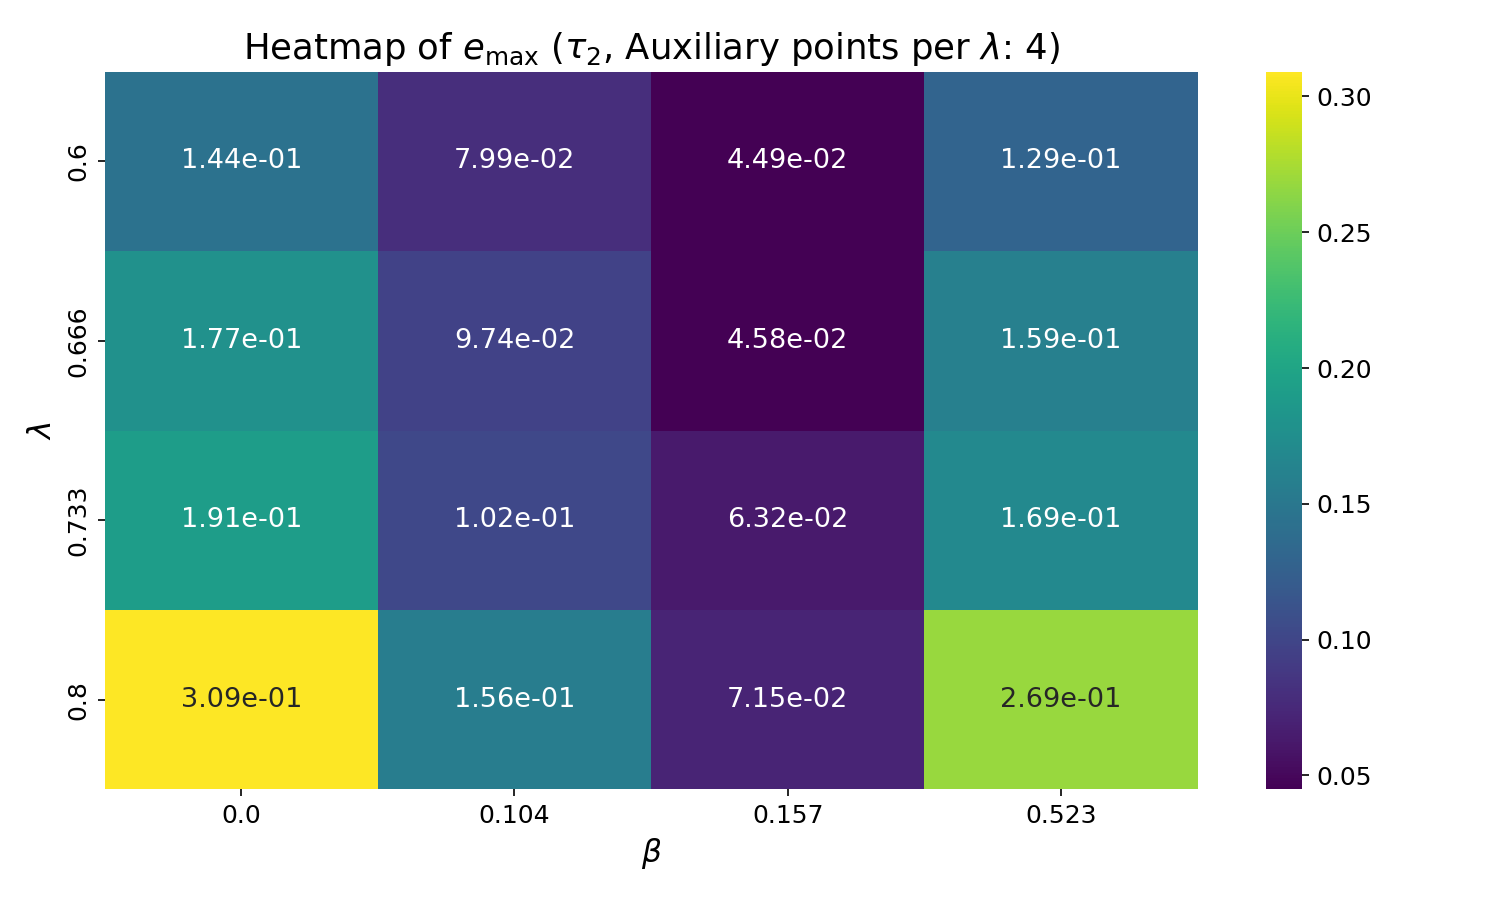 Heatmap of e_max (τ_2, Auxiliary points per λ: 4)
0.6 1.44e-01 7.99e-02 4.49e-02 1.29e-01
0.666 1.77e-01 9.74e-02 4.58e-02 1.59e-01
0.733 1.91e-01 1.02e-01 6.32e-02 1.69e-01
0.8 3.09e-01 1.56e-01 7.15e-02 2.69e-01
λ
0.0 0.104 0.157 0.523
β
0.30
0.25
0.20
0.15
0.10
0.05